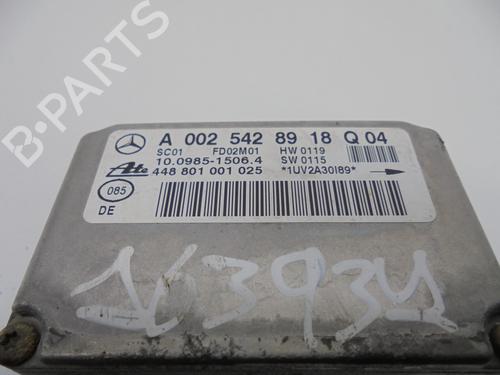 A 002 542 89 18 Q 04
SC01 FD02M01 HW 0119
10.0985-1506.4 SW 0115
Ate 448 801 001 025 *1UV2A30I89*
085
DE
163934
B-PARTS